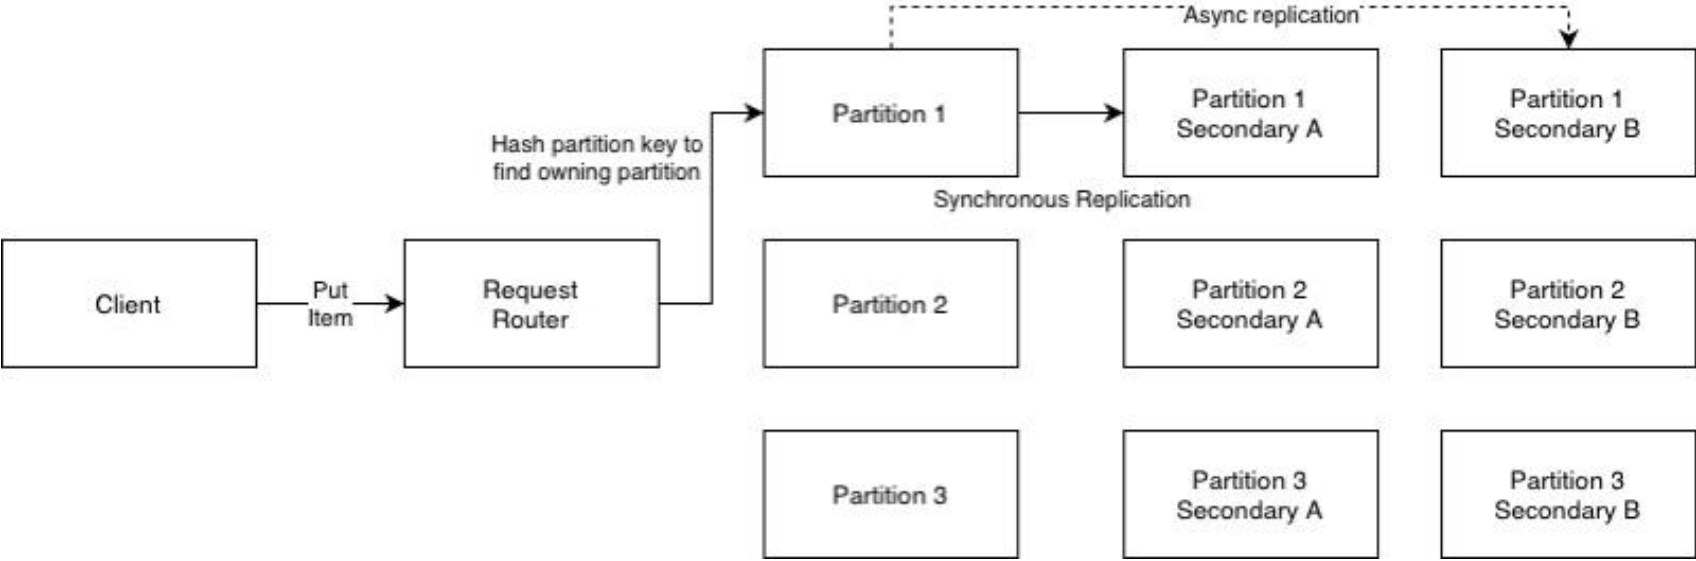 Async replication
Partition 1
Partition 1
Secondary A
Partition 1
Secondary B
Hash partition key to
find owning partition
Synchronous Replication
Client
Put
Item
Request
Router
Partition 2
Partition 2
Secondary A
Partition 2
Secondary B
Partition 3
Partition 3
Secondary A
Partition 3
Secondary B